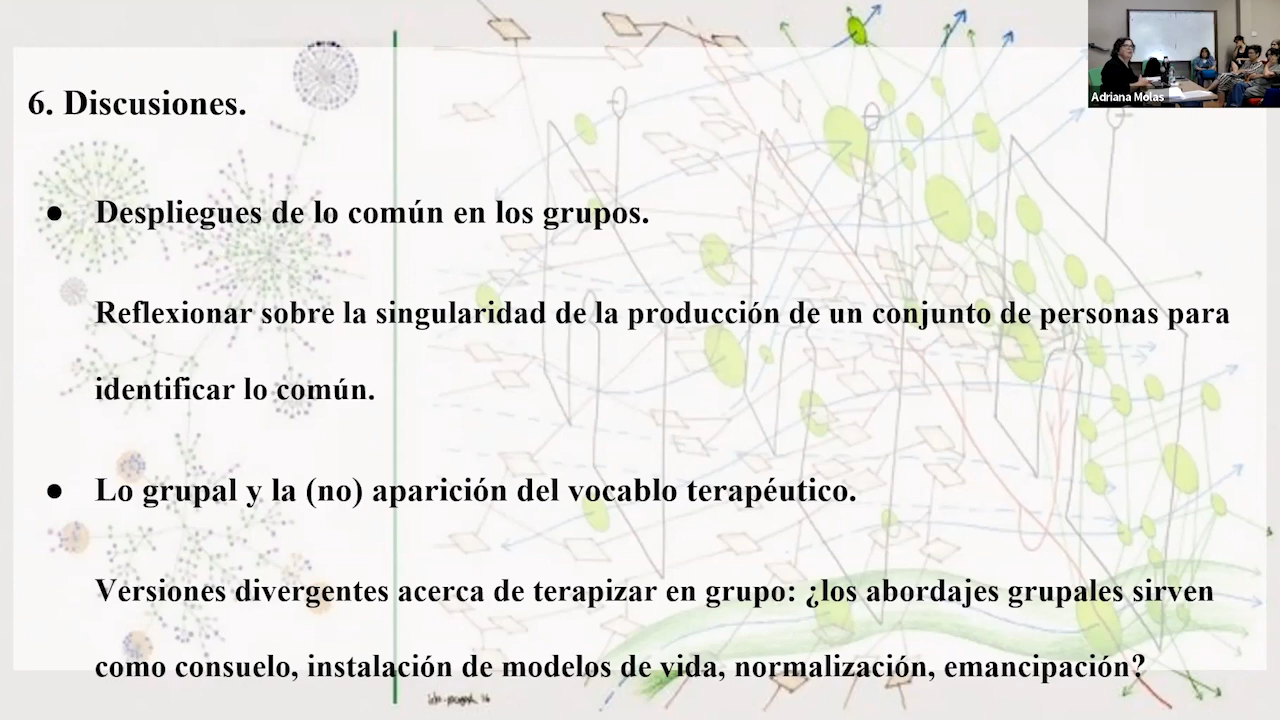 Adriana Molas
6. Discusiones.
● Despliegues de lo común en los grupos.
Reflexionar sobre la singularidad de la producción de un conjunto de personas para
identificar lo común.
● Lo grupal y la (no) aparición del vocablo terapéutico.
Versiones divergentes acerca de terapizar en grupo: ¿los abordajes grupales sirven
como consuelo, instalación de modelos de vida, normalización, emancipación?